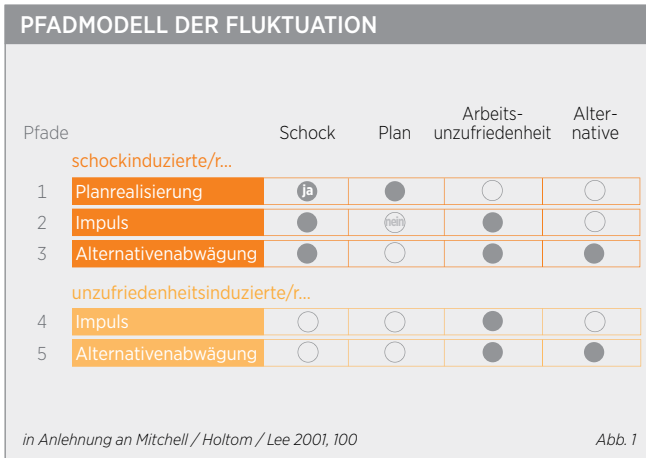 PFADMODELL DER FLUKTUATION
Arbeits- Alter-
Pfade Schock Plan unzufriedenheit native
schockinduzierte/r...
1 Planrealisierung ja
2 Impuls nein
3 Alternativenabwägung
unzufriedenheitsinduzierte/r...
4 Impuls
5 Alternativenabwägung
in Anlehnung an Mitchell / Holtom / Lee 2001, 100 Abb. 1